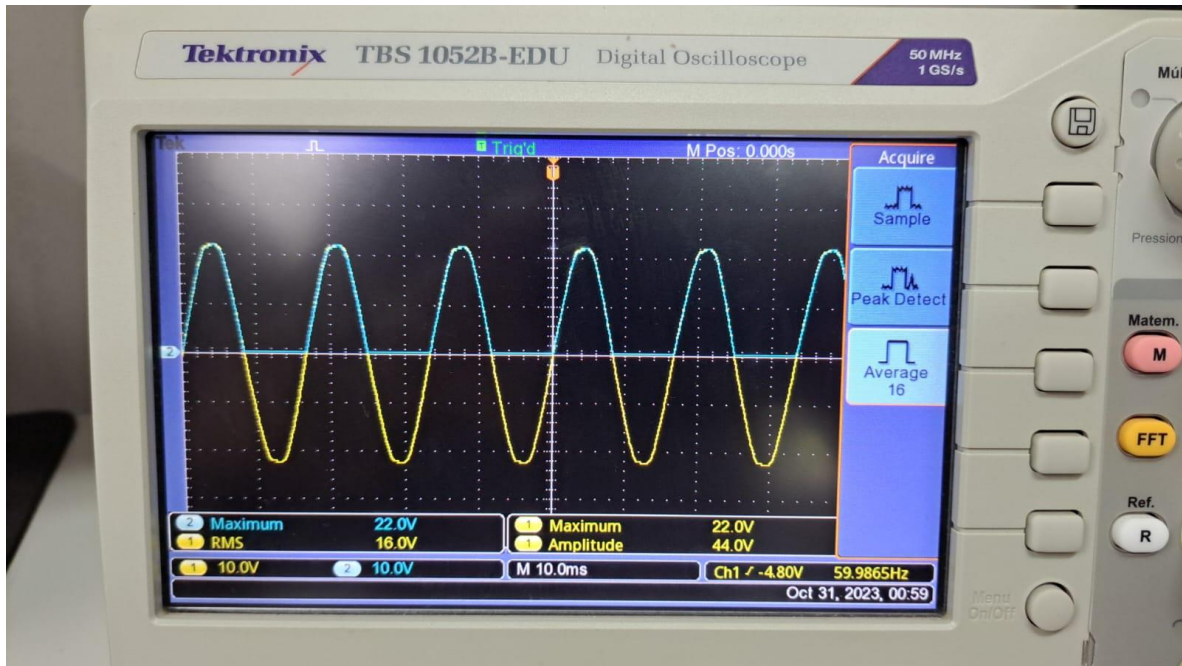 Tektronix TBS 1052B-EDU Digital Oscilloscope
50 MHz
1 GS/s
Tek T Trig'd M Pos: 0.000s
T
Acquire
Sample
Peak Detect
Average
16
2
2 Maximum 22.0V
1 RMS 16.0V
1 Maximum 22.0V
1 Amplitude 44.0V
1 10.0V 2 10.0V M 10.0ms Ch1 -4.80V 59.9865Hz
Oct 31, 2023, 00:59
Menu
On/Off
Matem.
M
FFT
Ref.
R